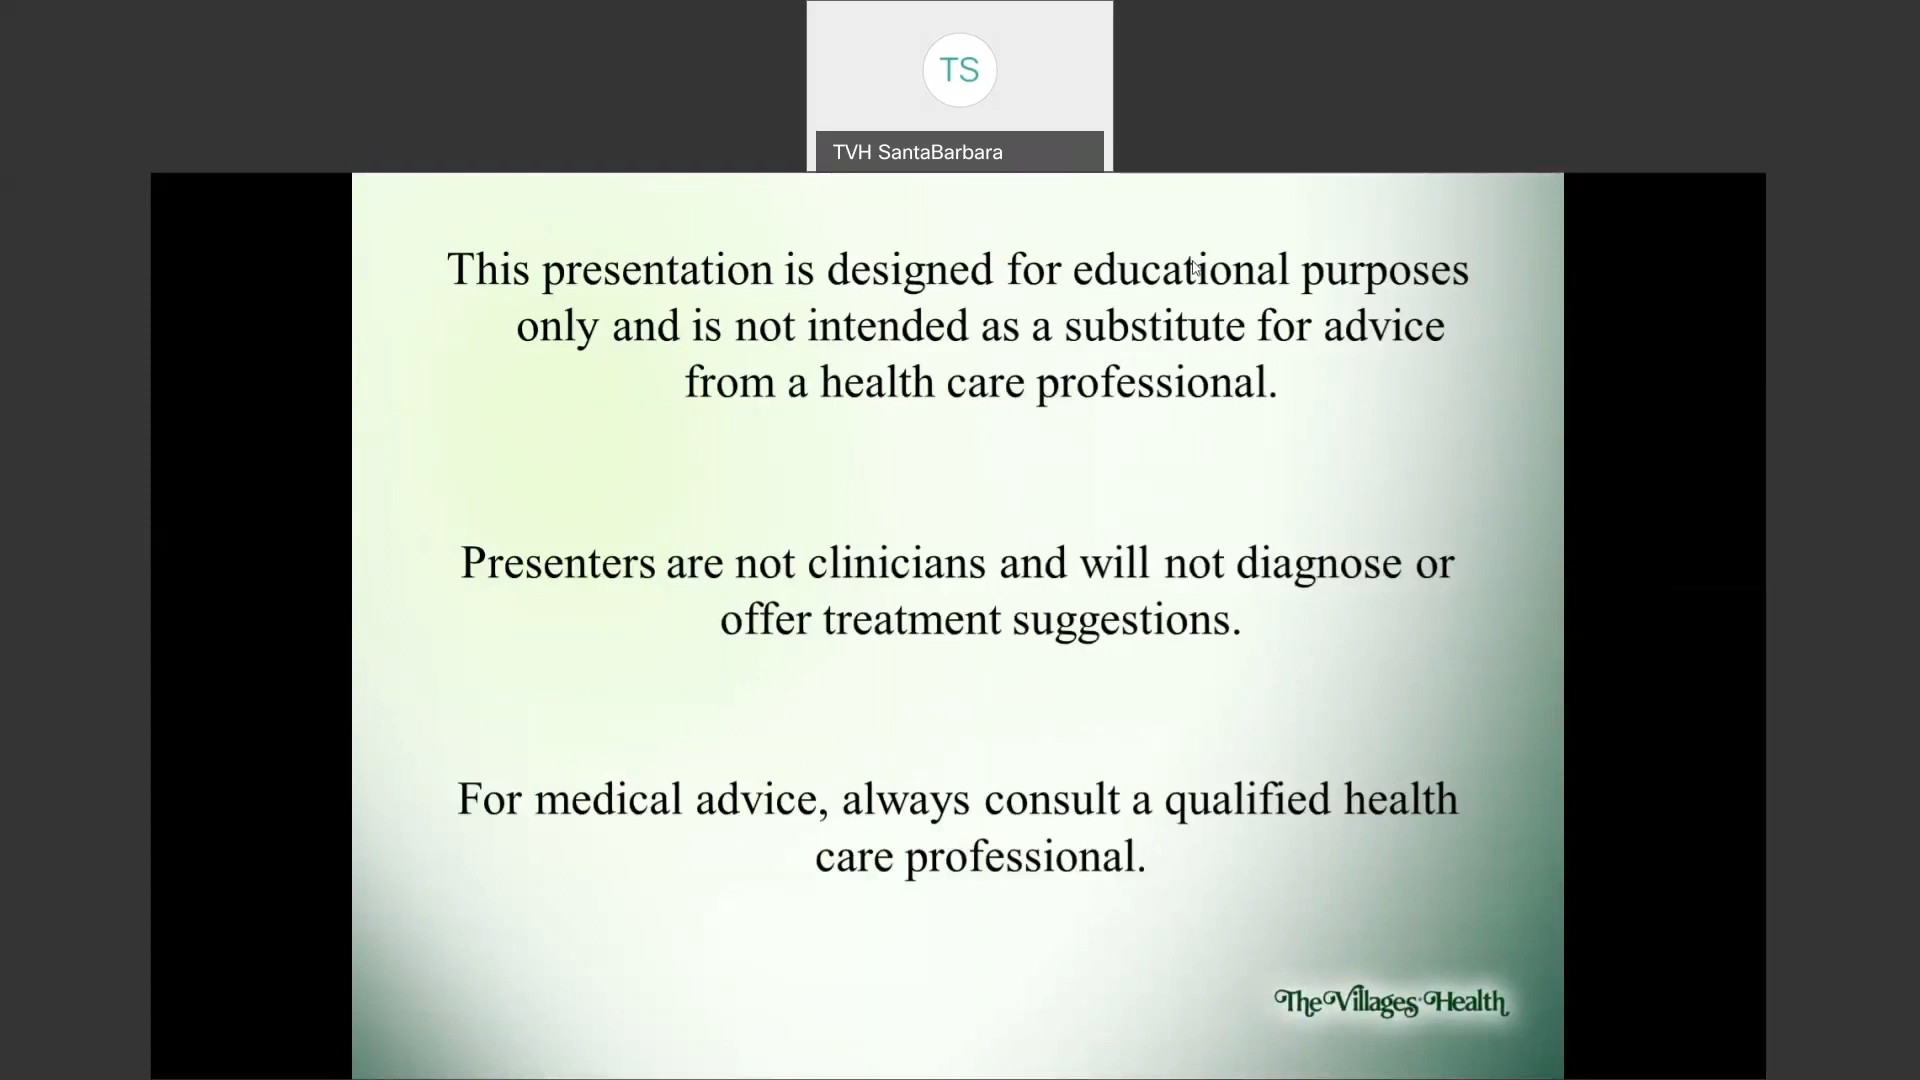 TS
TVH SantaBarbara
This presentation is designed for educational purposes
only and is not intended as a substitute for advice
from a health care professional.
Presenters are not clinicians and will not diagnose or
offer treatment suggestions.
For medical advice, always consult a qualified health
care professional.
The Villages Health